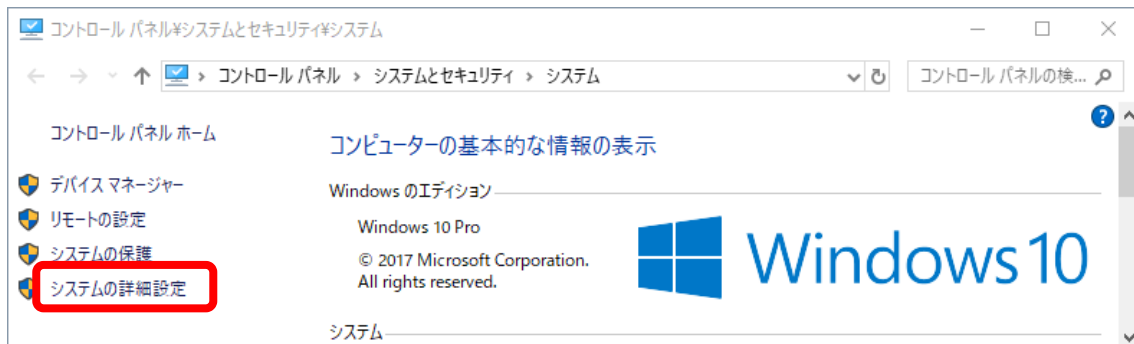 コントロール パネル¥システムとセキュリティ¥システム
コントロール パネル › システムとセキュリティ › システム
コントロール パネルの検...
コントロール パネル ホーム
デバイス マネージャー
リモートの設定
システムの保護
システムの詳細設定
コンピューターの基本的な情報の表示
Windows のエディション
Windows 10 Pro
© 2017 Microsoft Corporation.
All rights reserved.
Windows 10
システム